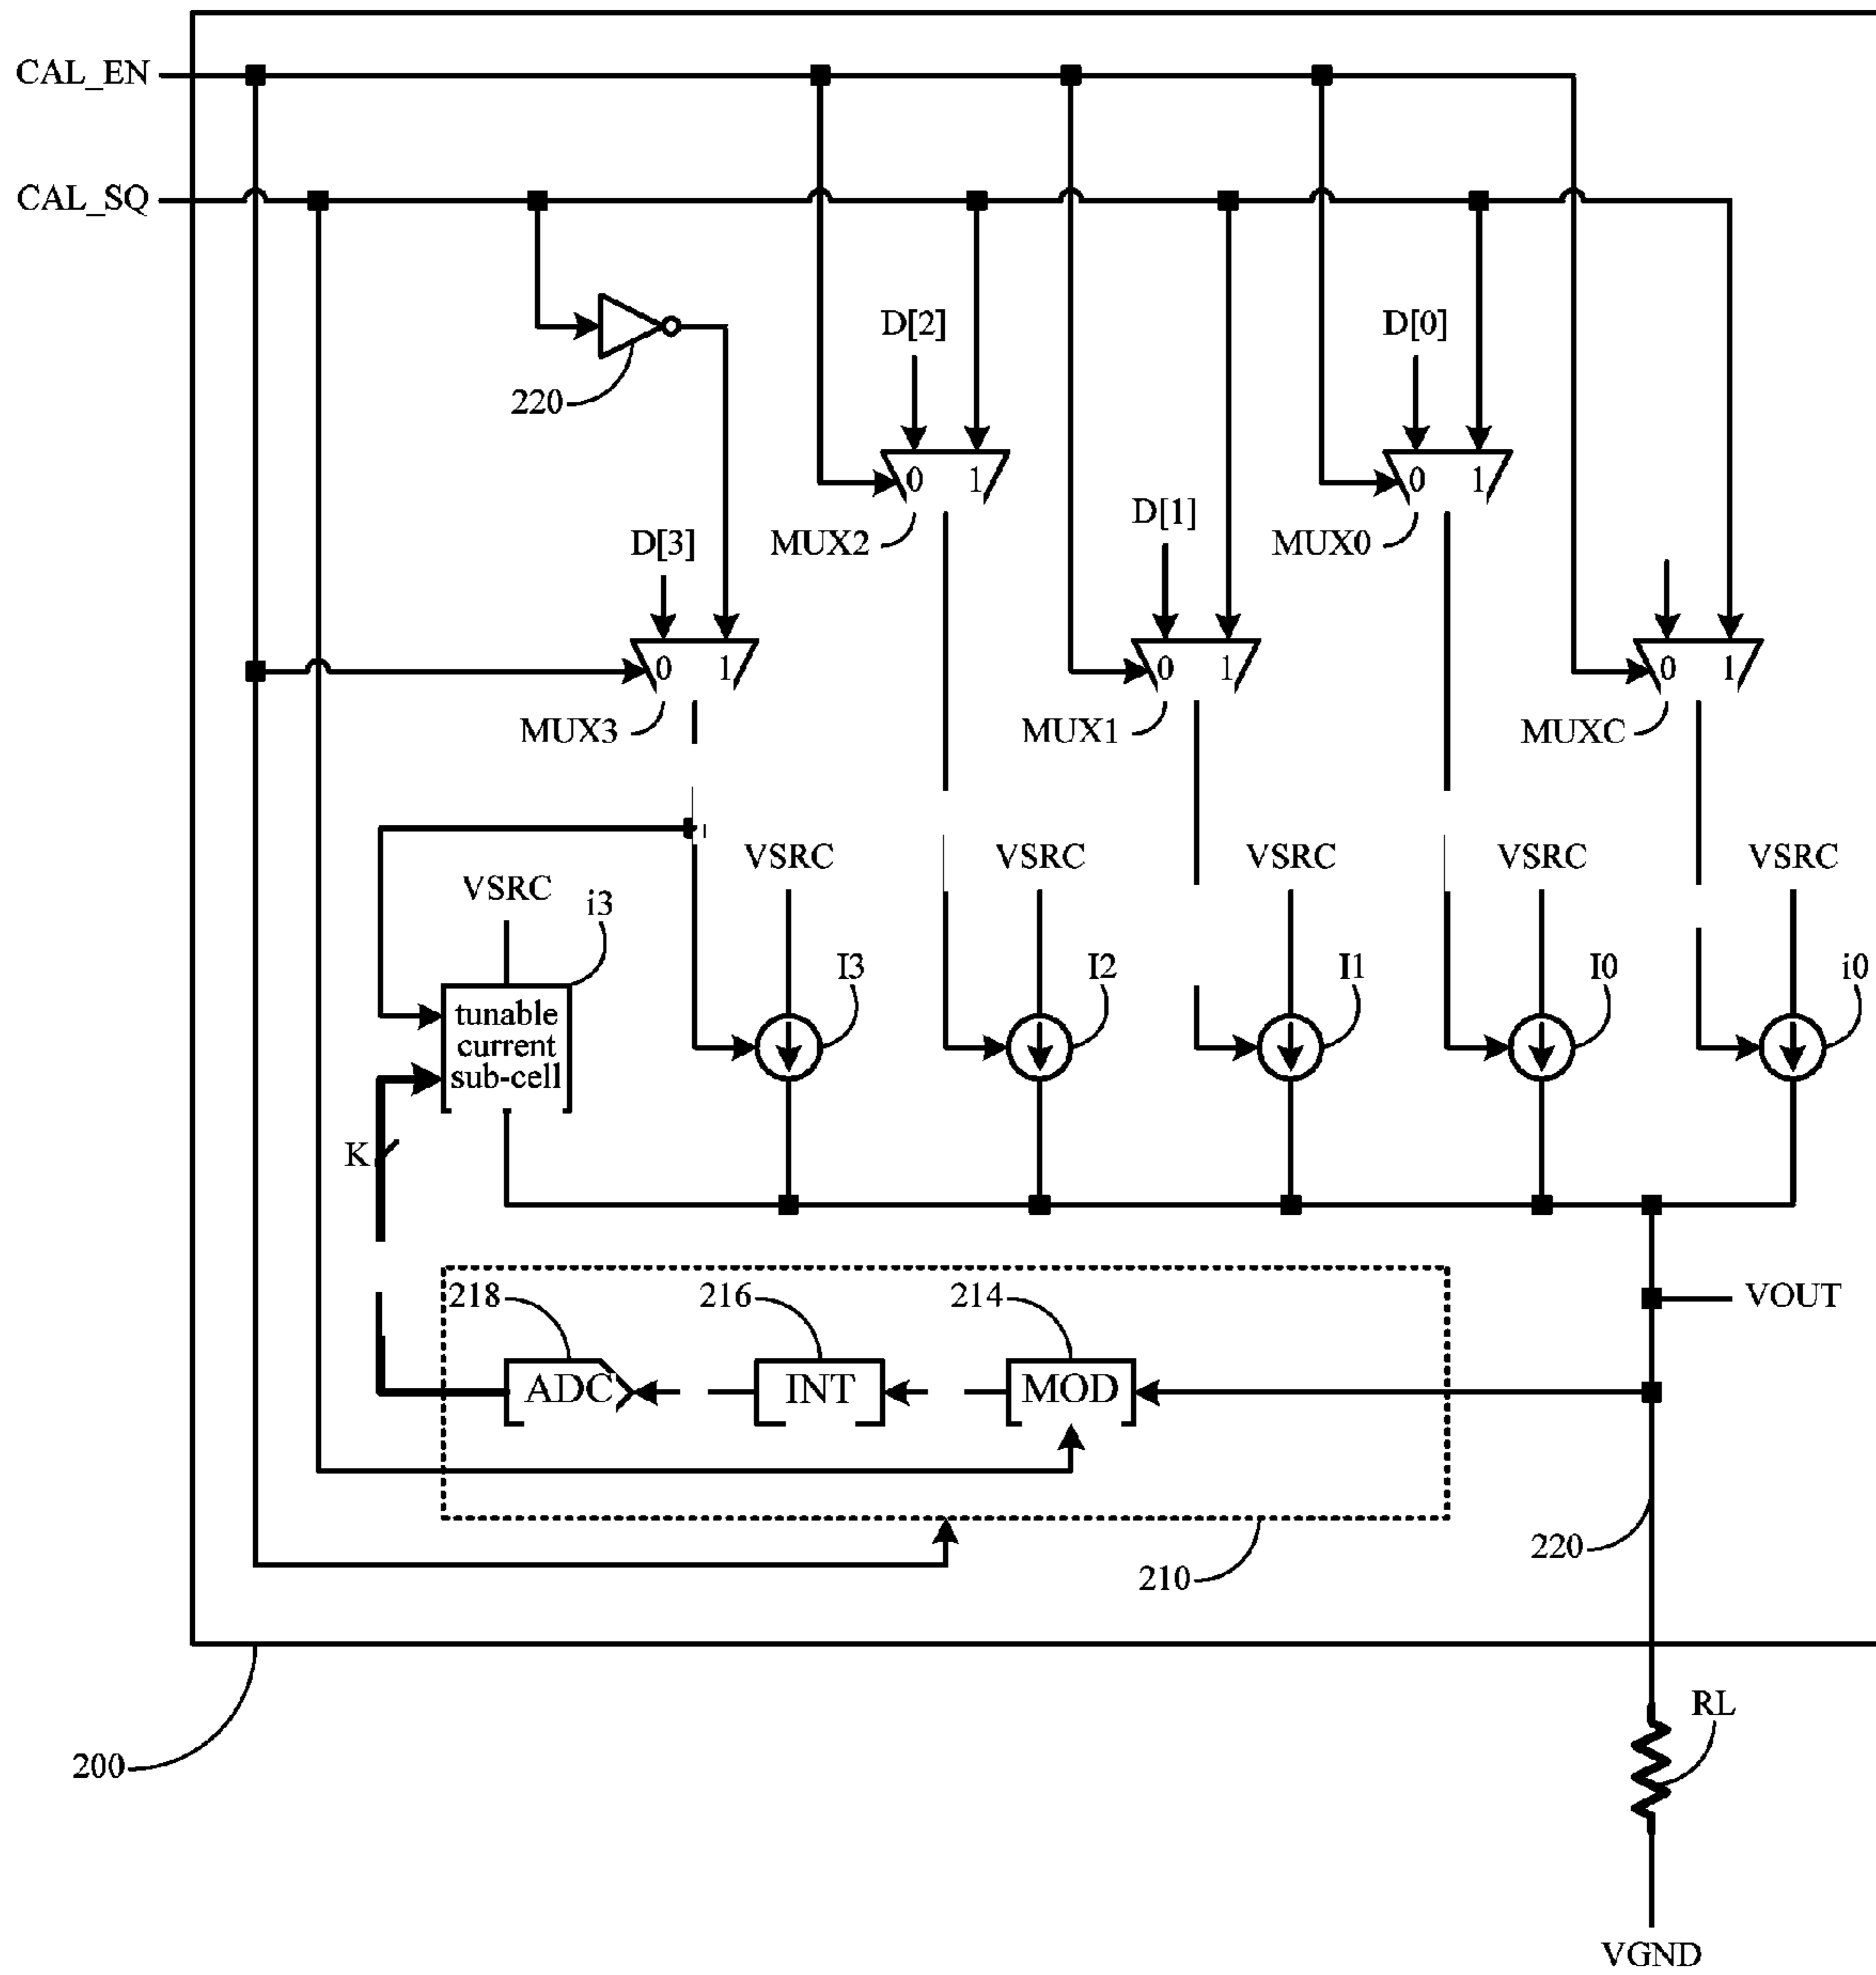 CAL_EN
CAL_SQ
D[2]
D[0]
220
0 1
0 1
D[1]
D[3]
MUX2
MUX0
0 1
0 1
0 1
MUX3
MUX1
MUXC
VSRC
VSRC
VSRC
VSRC
VSRC
VSRC
i3
I3
I2
I1
I0
i0
tunable
current
sub-cell
K
218
216
214
VOUT
ADC
INT
MOD
220
210
RL
200
VGND